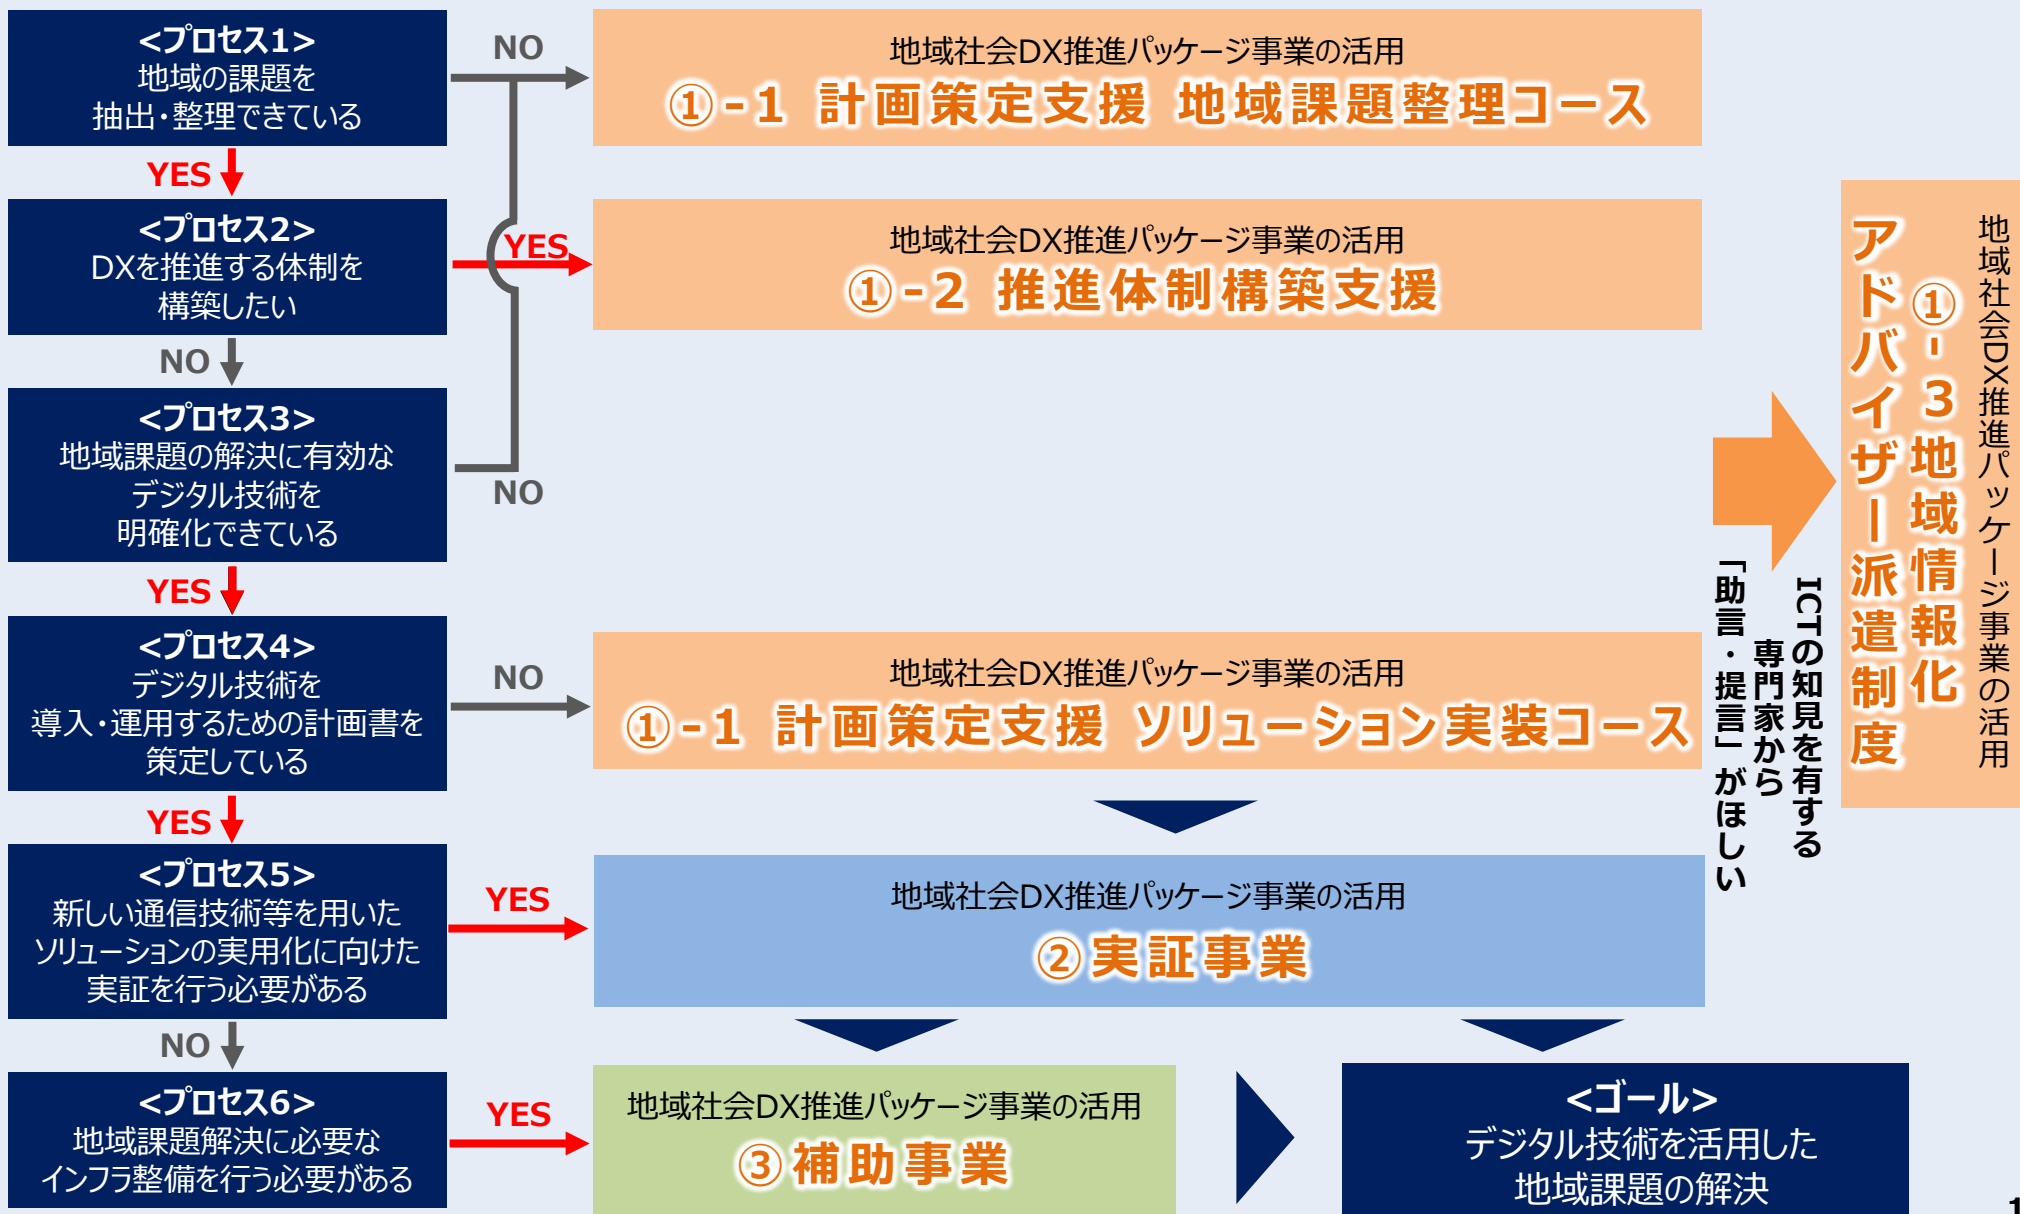 <プロセス1>
地域の課題を
抽出・整理できている
NO
地域社会DX推進パッケージ事業の活用
①-1 計画策定支援 地域課題整理コース
YES
<プロセス2>
DXを推進する体制を
構築したい
YES
地域社会DX推進パッケージ事業の活用
①-2 推進体制構築支援
NO
<プロセス3>
地域課題の解決に有効な
デジタル技術を
明確化できている
NO
YES
<プロセス4>
デジタル技術を
導入・運用するための計画書を
策定している
NO
地域社会DX推進パッケージ事業の活用
①-1 計画策定支援 ソリューション実装コース
YES
<プロセス5>
新しい通信技術等を用いた
ソリューションの実用化に向けた
実証を行う必要がある
YES
地域社会DX推進パッケージ事業の活用
②実証事業
NO
<プロセス6>
地域課題解決に必要な
インフラ整備を行う必要がある
YES
地域社会DX推進パッケージ事業の活用
③補助事業
<ゴール>
デジタル技術を活用した
地域課題の解決
ICTの知見を有する
専門家から
「助言・提言」がほしい
地域社会DX推進パッケージ事業の活用
①-3地域情報化
アドバイザー派遣制度
1